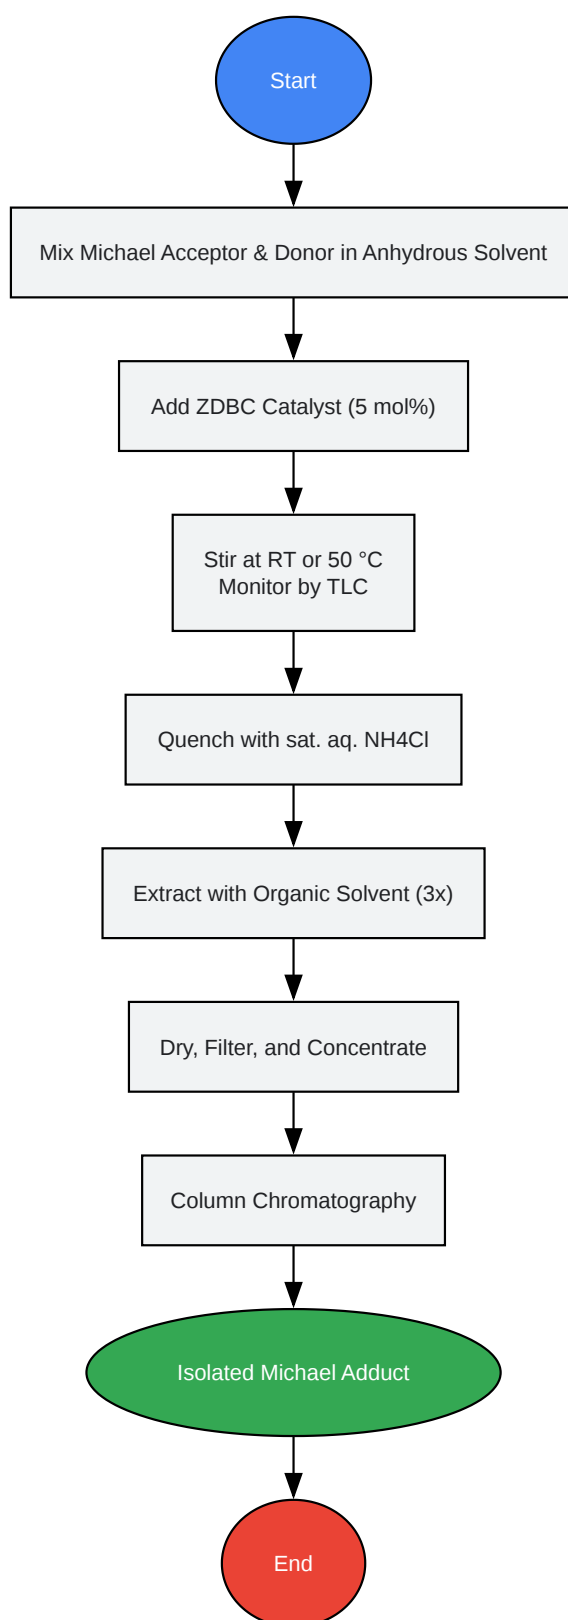 Start
Mix Michael Acceptor & Donor in Anhydrous Solvent
Add ZDBC Catalyst (5 mol%)
Stir at RT or 50 °C
Monitor by TLC
Quench with sat. aq. NH4Cl
Extract with Organic Solvent (3x)
Dry, Filter, and Concentrate
Column Chromatography
Isolated Michael Adduct
End